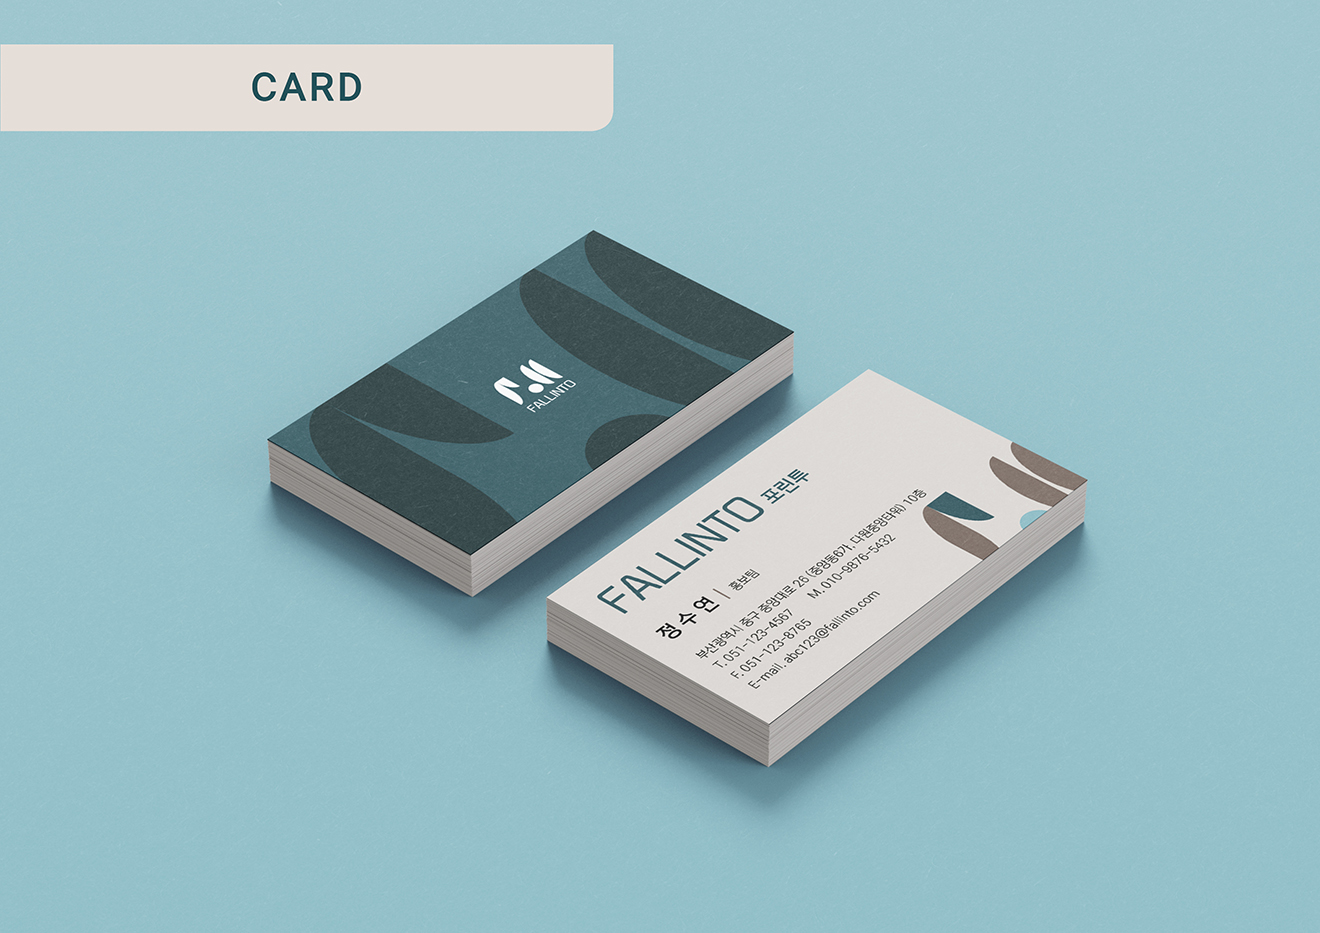 CARD
FALLINTO
FALLINTO 포린투
정수연 | 홍보팀
부산광역시 중구 중앙대로 26 (중앙동6가, 다원중앙타워) 10층
T. 051-123-4567 M. 010-9876-5432
F. 051-123-8765
E-mail. abc123@fallinto.com